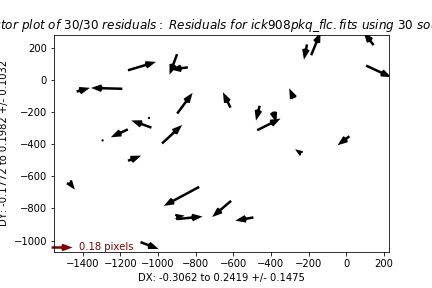 tor plot of 30/30 residuals: Residuals for ick908pkq_flc.fits using 30 sou
200
0
−200
−400
−600
−800
−1000
DY: -0.1772 to 0.1982 +/- 0.1032
0.18 pixels
−1400 −1200 −1000 −800 −600 −400 −200 0 200
DX: -0.3062 to 0.2419 +/- 0.1475